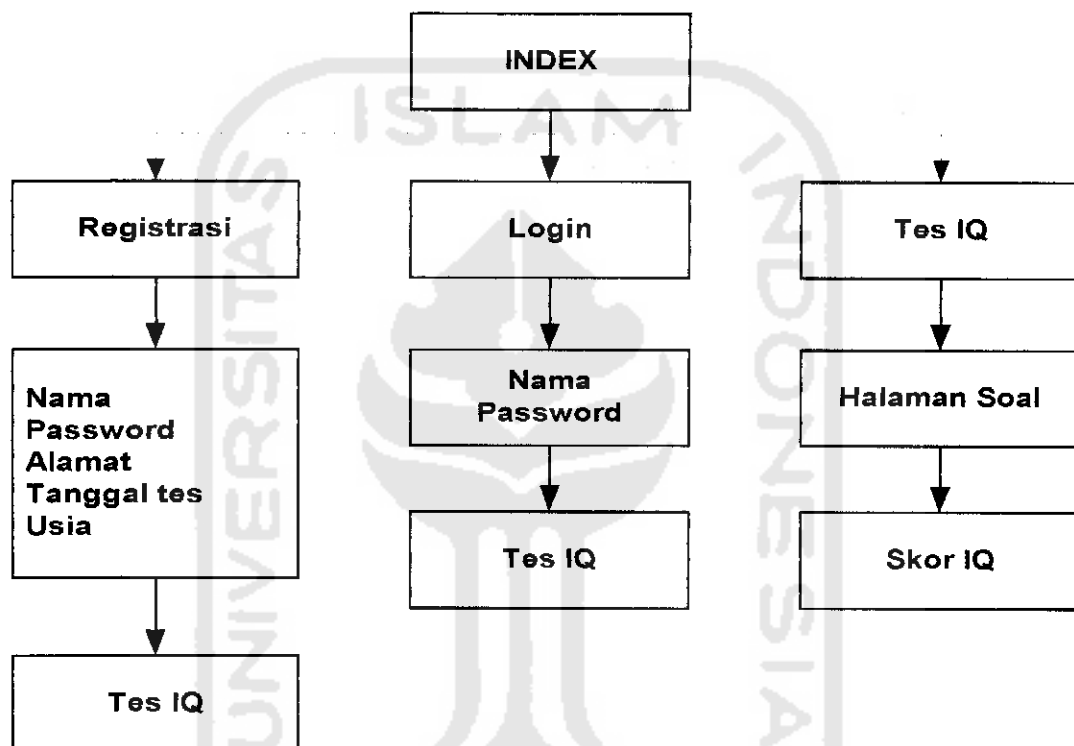 INDEX
Registrasi
Login
Tes IQ
Nama
Password
Alamat
Tanggal tes
Usia
Nama
Password
Halaman Soal
Tes IQ
Skor IQ
Tes IQ
UNIVERSITAS
ISLAM
INDONESIA